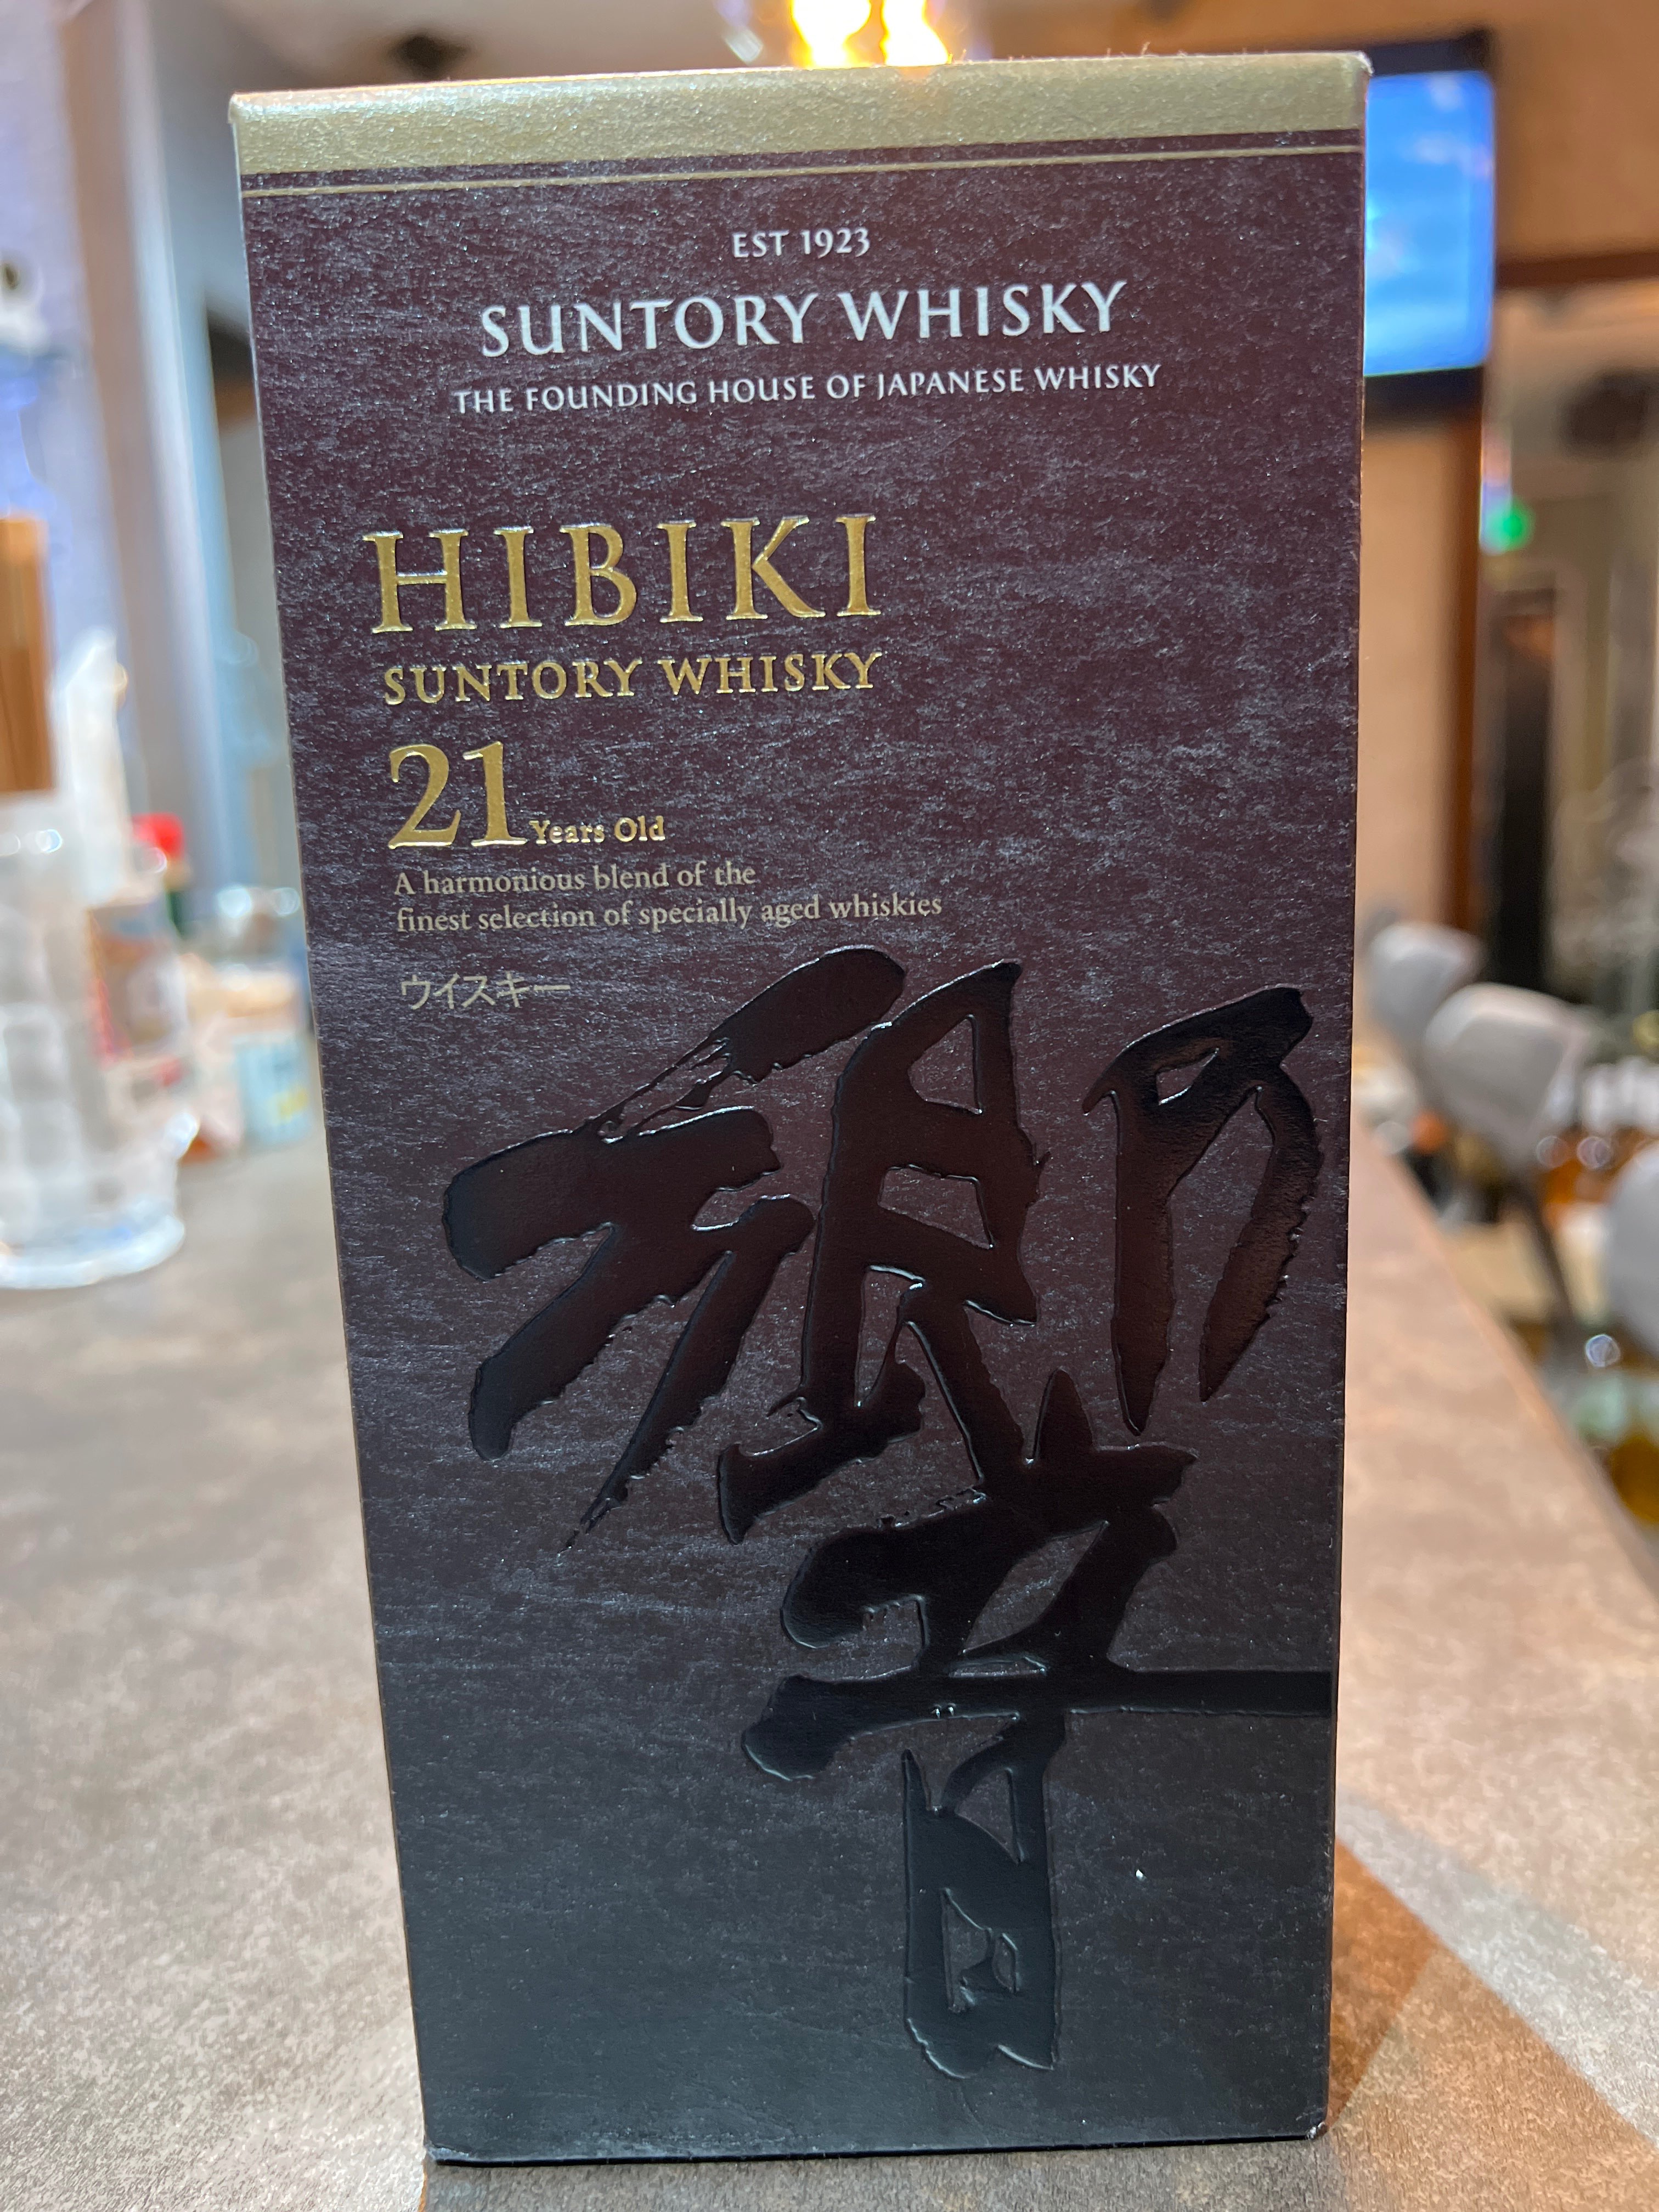 EST 1923
SUNTORY WHISKY
THE FOUNDING HOUSE OF JAPANESE WHISKY
HIBIKI
SUNTORY WHISKY
21 Years Old
A harmonious blend of the
finest selection of specially aged whiskies
ウイスキー
響